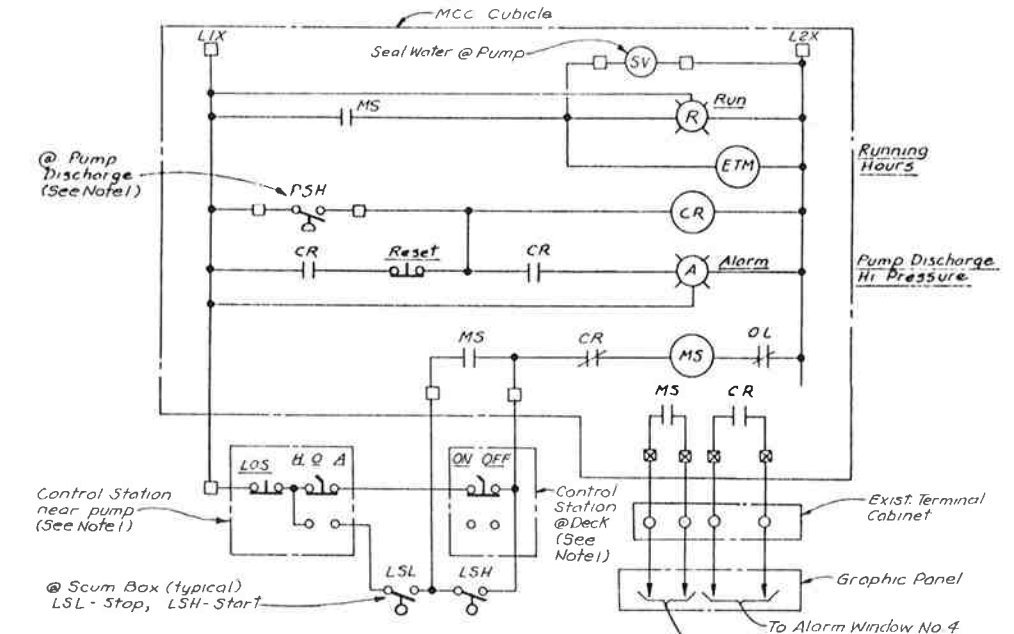 MCC Cubicle
L1X
L2X
Seal Water @ Pump
SV
MS
Run
R
@ Pump
Discharge
(See Note 1)
ETM
Running
Hours
PSH
CR
CR
Reset
CR
A
Alarm
Pump Discharge
Hi Pressure
MS
CR
MS
OL
MS
CR
LOS
H O A
ON OFF
Control Station
near pump
(See Note 1)
Control
Station
@ Deck
(See
Note 1)
Exist. Terminal
Cabinet
@ Scum Box (typical)
LSL - Stop, LSH - Start
LSL
LSH
Graphic Panel
To Alarm Window No. 4